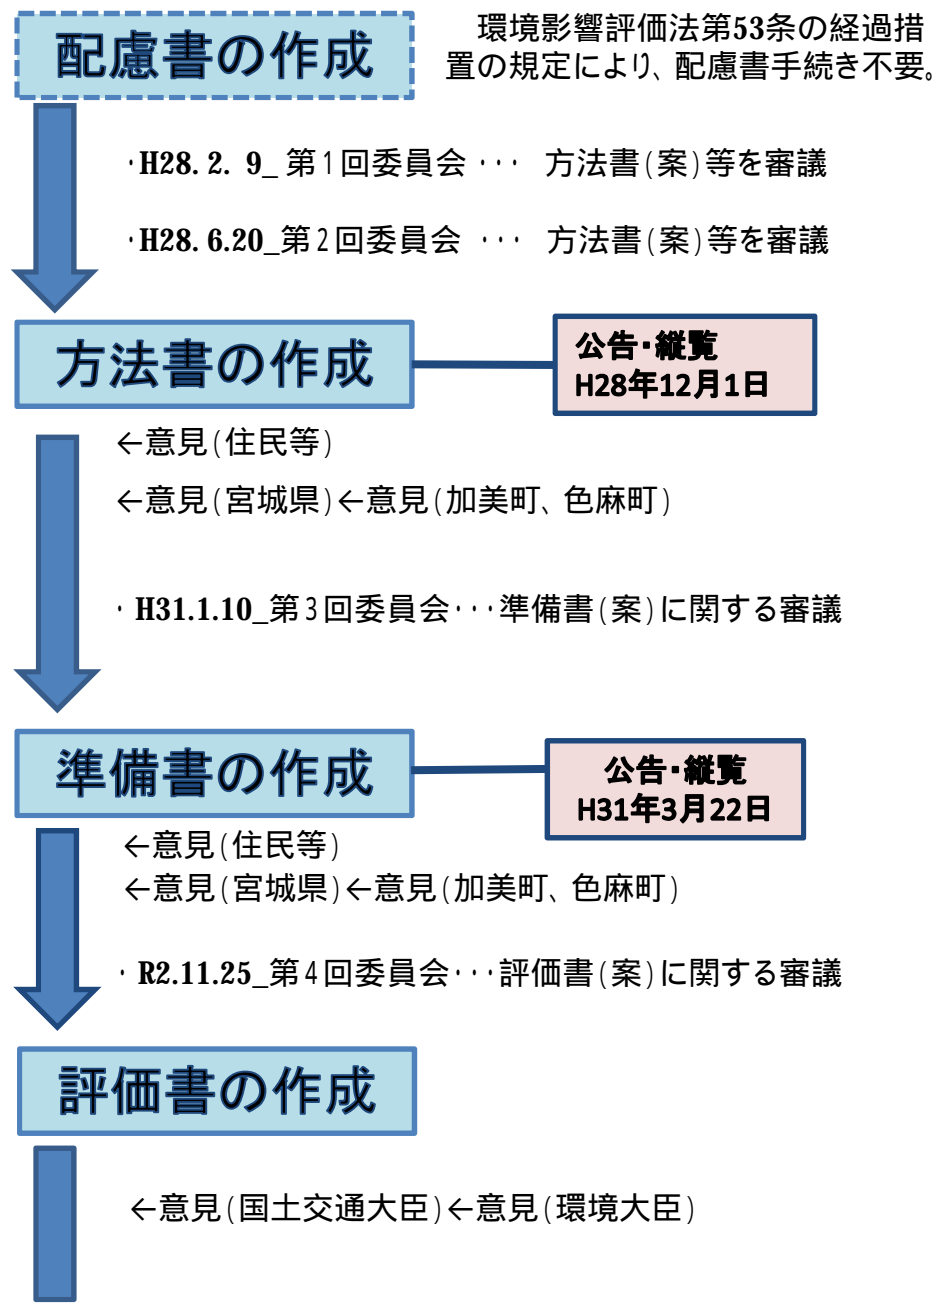 配慮書の作成
環境影響評価法第53条の経過措
置の規定により、配慮書手続き不要。
・H28. 2. 9_ 第1回委員会 ・・・ 方法書(案)等を審議
・H28. 6.20_第2回委員会 ・・・ 方法書(案)等を審議
方法書の作成
公告・縦覧
H28年12月1日
←意見(住民等)
←意見(宮城県)←意見(加美町、色麻町)
・H31.1.10_第3回委員会・・・準備書(案)に関する審議
準備書の作成
公告・縦覧
H31年3月22日
←意見(住民等)
←意見(宮城県)←意見(加美町、色麻町)
・R2.11.25_第4回委員会・・・評価書(案)に関する審議
評価書の作成
←意見(国土交通大臣)←意見(環境大臣)